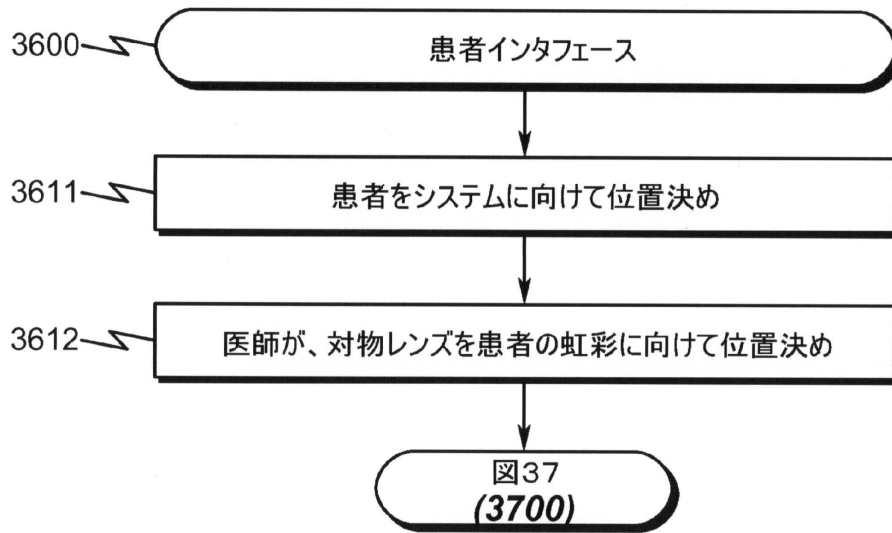 3600
患者インタフェース
3611
患者をシステムに向けて位置決め
3612
医師が、対物レンズを患者の虹彩に向けて位置決め
図37
(3700)